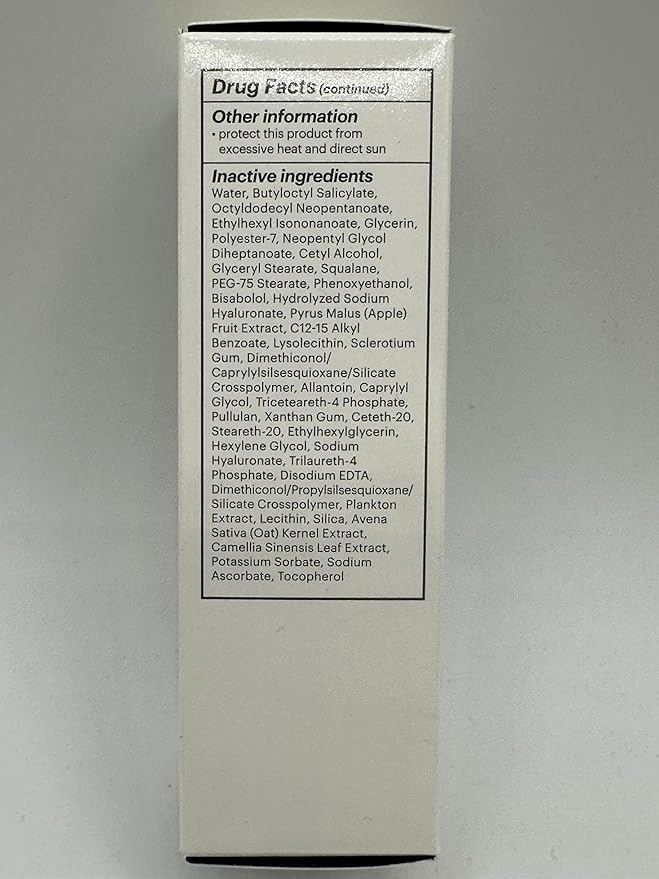 Drug Facts (continued)
Other information
• protect this product from
excessive heat and direct sun
Inactive ingredients
Water, Butyloctyl Salicylate,
Octyldodecyl Neopentanoate,
Ethylhexyl Isononanoate, Glycerin,
Polyester-7, Neopentyl Glycol
Diheptanoate, Cetyl Alcohol,
Glyceryl Stearate, Squalane,
PEG-75 Stearate, Phenoxyethanol,
Bisabolol, Hydrolyzed Sodium
Hyaluronate, Pyrus Malus (Apple)
Fruit Extract, C12-15 Alkyl
Benzoate, Lysolecithin, Sclerotium
Gum, Dimethiconol/
Caprylylsilsesquioxane/Silicate
Crosspolymer, Allantoin, Caprylyl
Glycol, Triceteareth-4 Phosphate,
Pullulan, Xanthan Gum, Ceteth-20,
Steareth-20, Ethylhexylglycerin,
Hexylene Glycol, Sodium
Hyaluronate, Trilaureth-4
Phosphate, Disodium EDTA,
Dimethiconol/Propylsilsesquioxane/
Silicate Crosspolymer, Plankton
Extract, Lecithin, Silica, Avena
Sativa (Oat) Kernel Extract,
Camellia Sinensis Leaf Extract,
Potassium Sorbate, Sodium
Ascorbate, Tocopherol